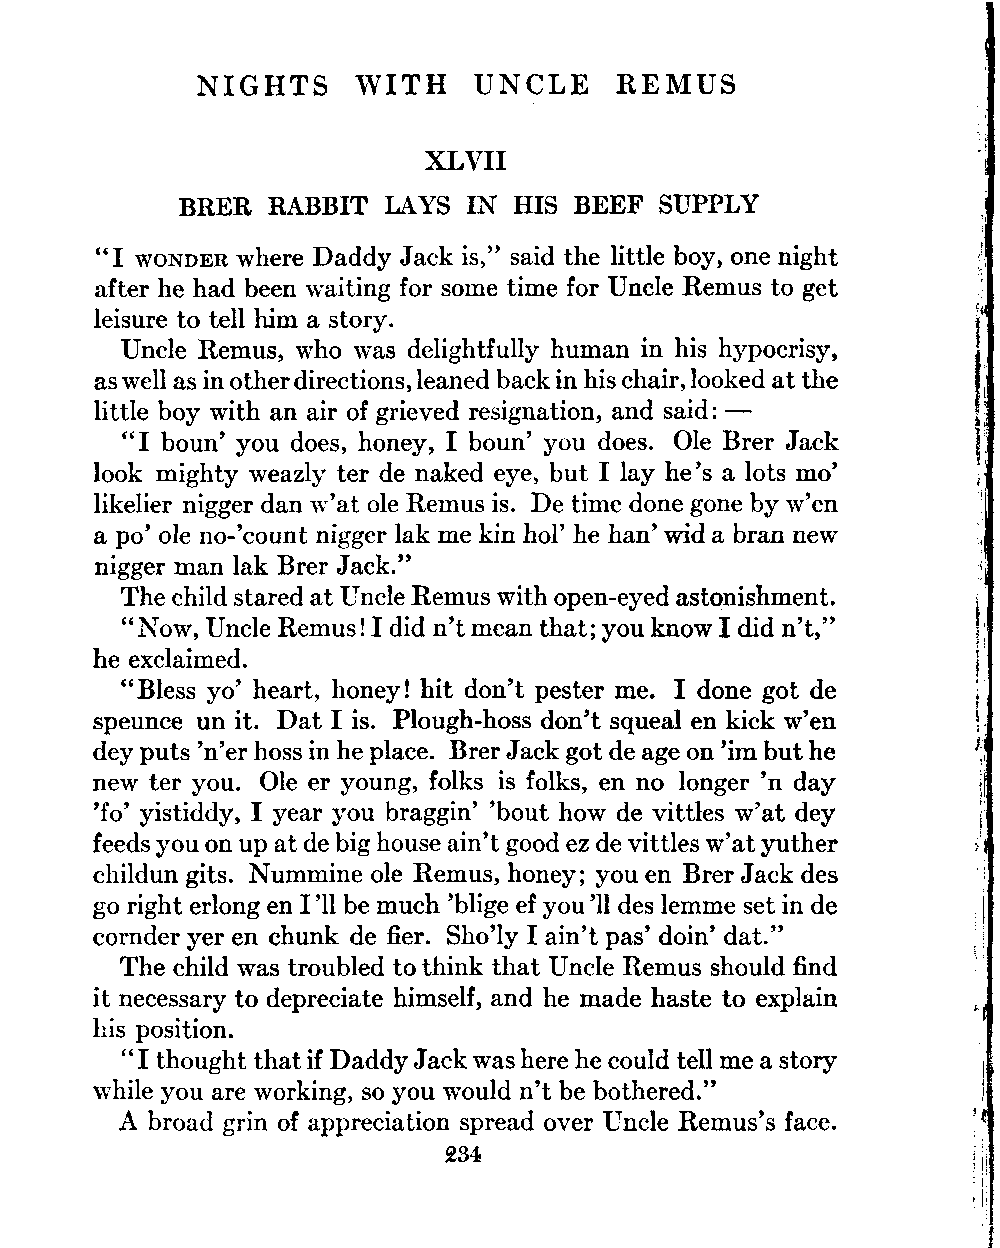 NIGHTS WITH UNCLE REMUS
XLVII
BRER RABBIT LAYS IN HIS BEEF SUPPLY
“I WONDER where Daddy Jack is,” said the little boy, one night
after he had been waiting for some time for Uncle Remus to get
leisure to tell him a story.
Uncle Remus, who was delightfully human in his hypocrisy,
as well as in other directions, leaned back in his chair, looked at the
little boy with an air of grieved resignation, and said: —
“I boun’ you does, honey, I boun’ you does. Ole Brer Jack
look mighty weazly ter de naked eye, but I lay he’s a lots mo’
likelier nigger dan w’at ole Remus is. De time done gone by w’en
a po’ ole no-’count nigger lak me kin hol’ he han’ wid a bran new
nigger man lak Brer Jack.”
The child stared at Uncle Remus with open-eyed astonishment.
“Now, Uncle Remus! I did n’t mean that; you know I did n’t,”
he exclaimed.
“Bless yo’ heart, honey! hit don’t pester me. I done got de
speunce un it. Dat I is. Plough-hoss don’t squeal en kick w’en
dey puts ’n’er hoss in he place. Brer Jack got de age on ’im but he
new ter you. Ole er young, folks is folks, en no longer ’n day
’fo’ yistiddy, I year you braggin’ ’bout how de vittles w’at dey
feeds you on up at de big house ain’t good ez de vittles w’at yuther
childun gits. Nummine ole Remus, honey; you en Brer Jack des
go right erlong en I ’ll be much ’blige ef you ’ll des lemme set in de
cornder yer en chunk de fier. Sho’ly I ain’t pas’ doin’ dat.”
The child was troubled to think that Uncle Remus should find
it necessary to depreciate himself, and he made haste to explain
his position.
“I thought that if Daddy Jack was here he could tell me a story
while you are working, so you would n’t be bothered.”
A broad grin of appreciation spread over Uncle Remus’s face.
234